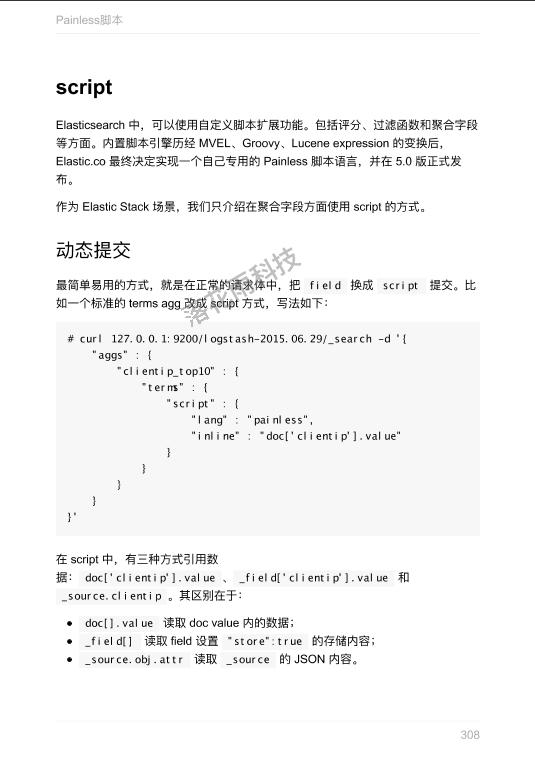 Painless脚本
script
Elasticsearch 中，可以使用自定义脚本扩展功能。包括评分、过滤函数和聚合字段
等方面。内置脚本引擎历经 MVEL、Groovy、Lucene expression 的变换后，
Elastic.co 最终决定实现一个自己专用的 Painless 脚本语言，并在 5.0 版正式发
布。
作为 Elastic Stack 场景，我们只介绍在聚合字段方面使用 script 的方式。
动态提交
最简单易用的方式，就是在正常的请求体中，把 field 换成 script 提交。比
如一个标准的 terms agg 改成 script 方式，写法如下：
落花雨科技
# curl 127.0.0.1:9200/logstash-2015.06.29/_search -d '{
"aggs" : {
"clientip_top10" : {
"terms" : {
"script" : {
"lang" : "painless",
"inline" : "doc['clientip'].value"
}
}
}
}
}'
在 script 中，有三种方式引用数
据： doc['clientip'].value 、 _field['clientip'].value 和
_source.clientip 。其区别在于：
● doc[].value 读取 doc value 内的数据；
● _field[] 读取 field 设置 "store":true 的存储内容；
● _source.obj.attr 读取 _source 的 JSON 内容。
308